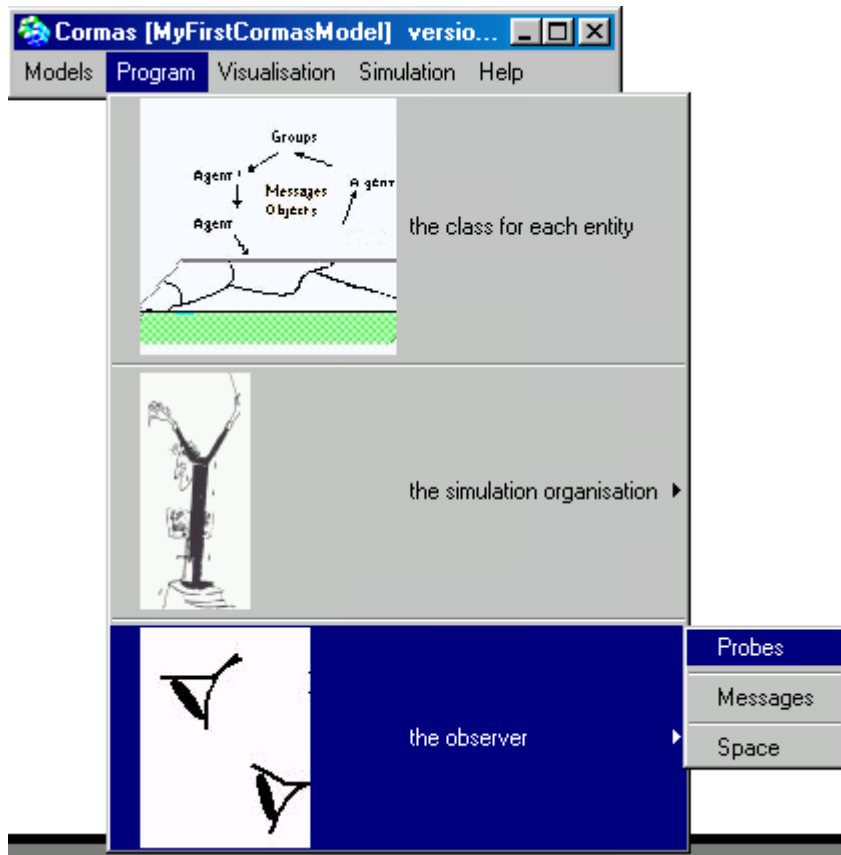 Cormas [MyFirstCormasModel] versio...
Models Program Visualisation Simulation Help
Groups
Agent
Agent
Messages
Objects
Agent
the class for each entity
the simulation organisation
the observer
Probes
Messages
Space